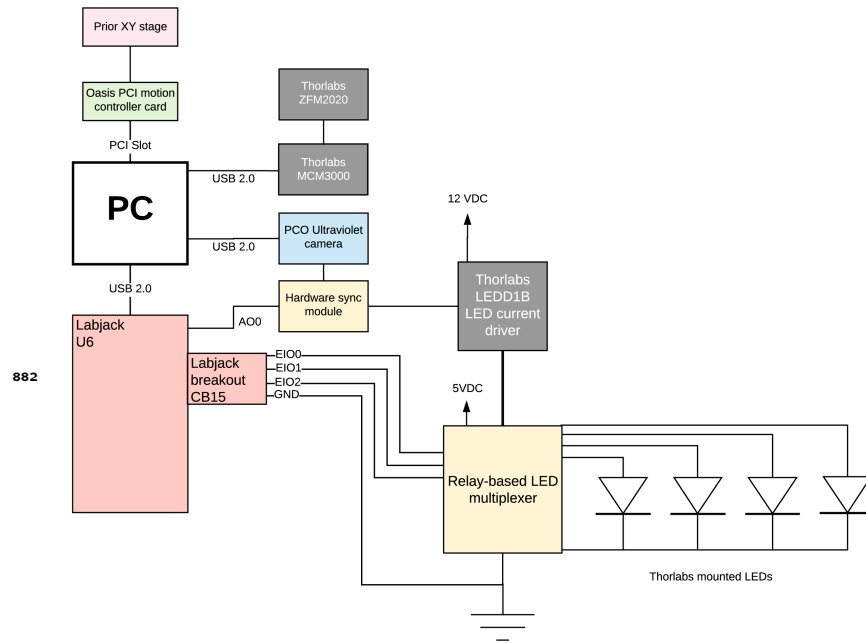 Prior XY stage
Oasis PCI motion
controller card
PCI Slot
Thorlabs
ZFM2020
Thorlabs
MCM3000
PC
USB 2.0
USB 2.0
PCO Ultraviolet
camera
12 VDC
USB 2.0
Hardware sync
module
Thorlabs
LEDD1B
LED current
driver
AO0
Labjack
U6
Labjack
breakout
CB15
EIO0
EIO1
EIO2
GND
882
5VDC
Relay-based LED
multiplexer
Thorlabs mounted LEDs